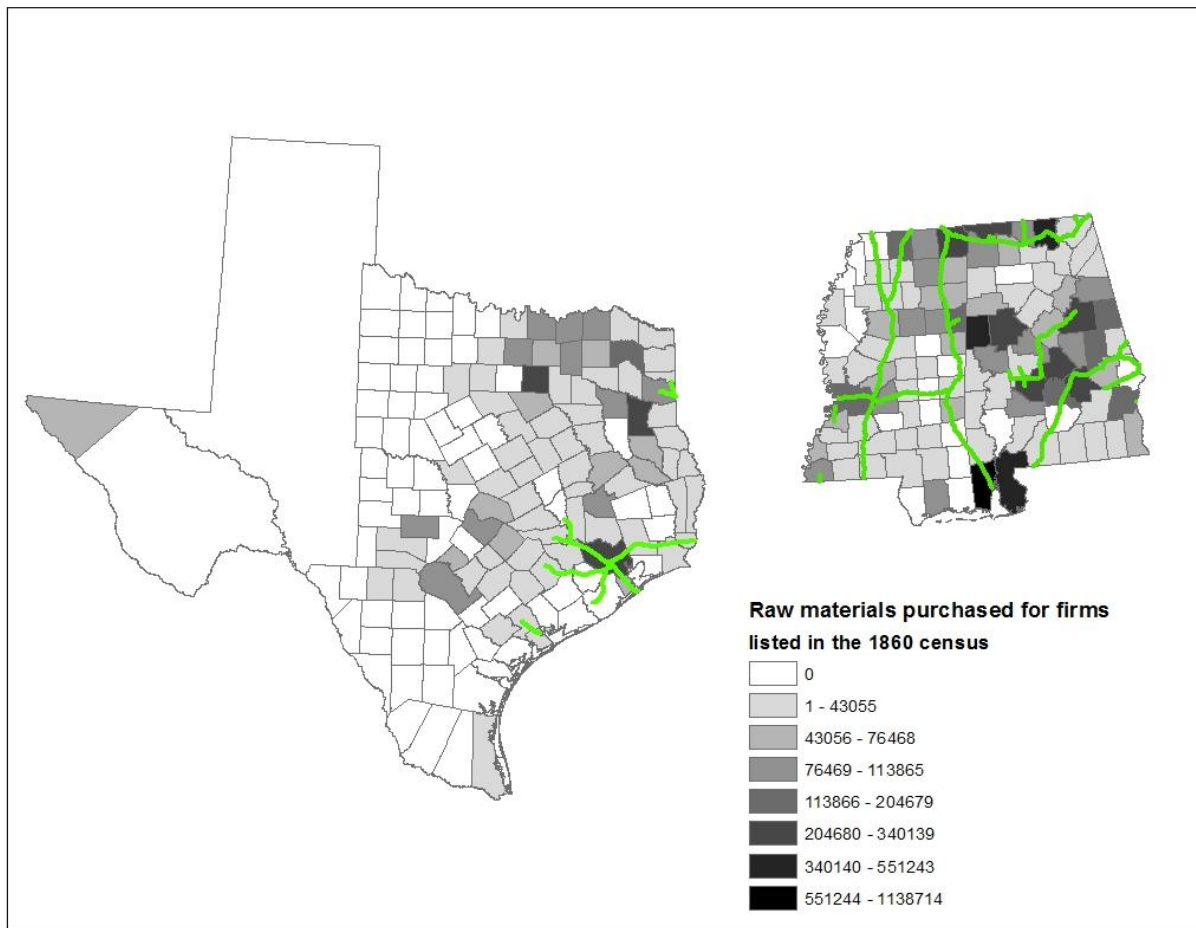 Raw materials purchased for firms
listed in the 1860 census
0
1 - 43055
43056 - 76468
76469 - 113865
113866 - 204679
204680 - 340139
340140 - 551243
551244 - 1138714